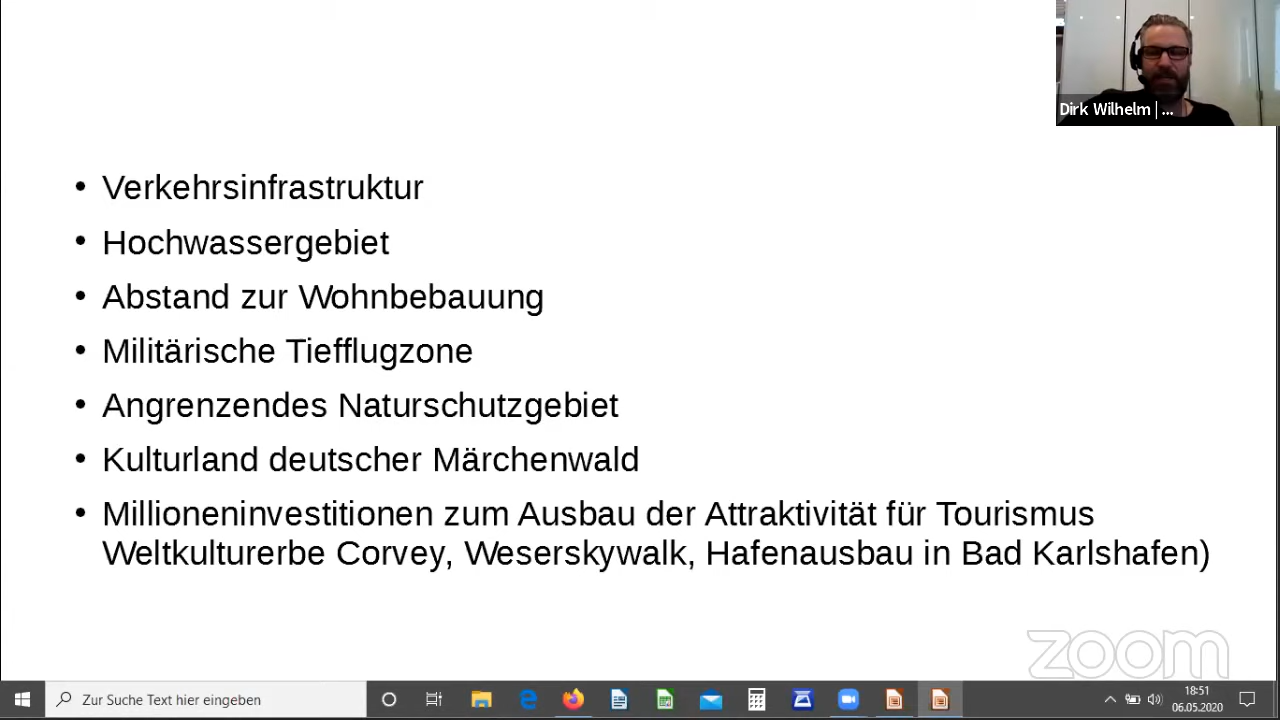 Dirk Wilhelm | ...
• Verkehrsinfrastruktur
• Hochwassergebiet
• Abstand zur Wohnbebauung
• Militärische Tiefflugzone
• Angrenzendes Naturschutzgebiet
• Kulturland deutscher Märchenwald
• Millioneninvestitionen zum Ausbau der Attraktivität für Tourismus
Weltkulturerbe Corvey, Weserskywalk, Hafenausbau in Bad Karlshafen)
zoom
Zur Suche Text hier eingeben
18:51
06.05.2020